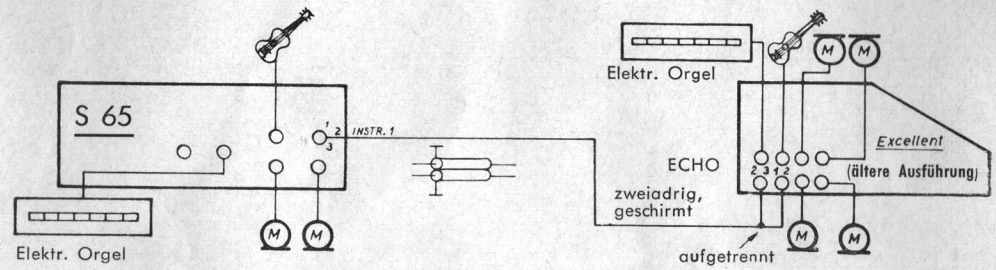 S 65
1
2
3
INSTR. 1
M
M
Elektr. Orgel
Elektr. Orgel
M
M
ECHO
Excellent
(ältere Ausführung)
2 3 1 2
zweiadrig,
geschirmt
aufgetrennt
M
M